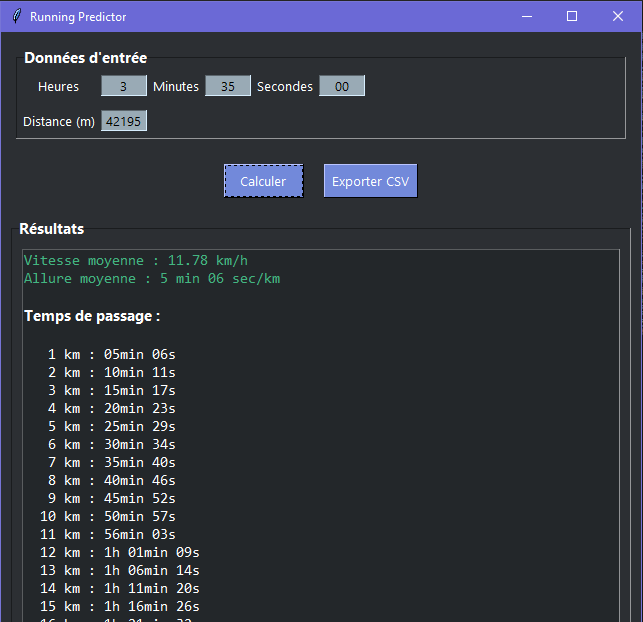 Running Predictor
Données d'entrée
Heures 3 Minutes 35 Secondes 00
Distance (m) 42195
Calculer Exporter CSV
Résultats
Vitesse moyenne : 11.78 km/h
Allure moyenne : 5 min 06 sec/km
Temps de passage :
1 km : 05min 06s
2 km : 10min 11s
3 km : 15min 17s
4 km : 20min 23s
5 km : 25min 29s
6 km : 30min 34s
7 km : 35min 40s
8 km : 40min 46s
9 km : 45min 52s
10 km : 50min 57s
11 km : 56min 03s
12 km : 1h 01min 09s
13 km : 1h 06min 14s
14 km : 1h 11min 20s
15 km : 1h 16min 26s